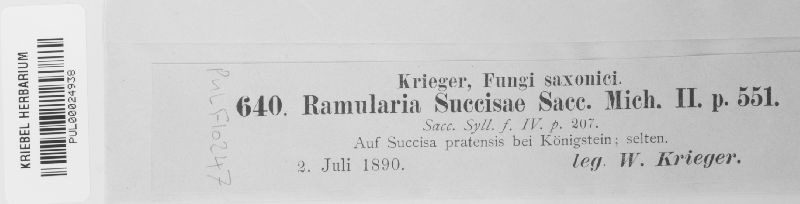 KRIEBEL HERBARIUM
PUL00024938
PUL F10247
Krieger, Fungi saxonici.
640. Ramularia Succisae Sacc. Mich. II. p. 551.
Sacc. Syll. f. IV. p. 207.
Auf Succisa pratensis bei Königstein; selten.
2. Juli 1890. leg. W. Krieger.